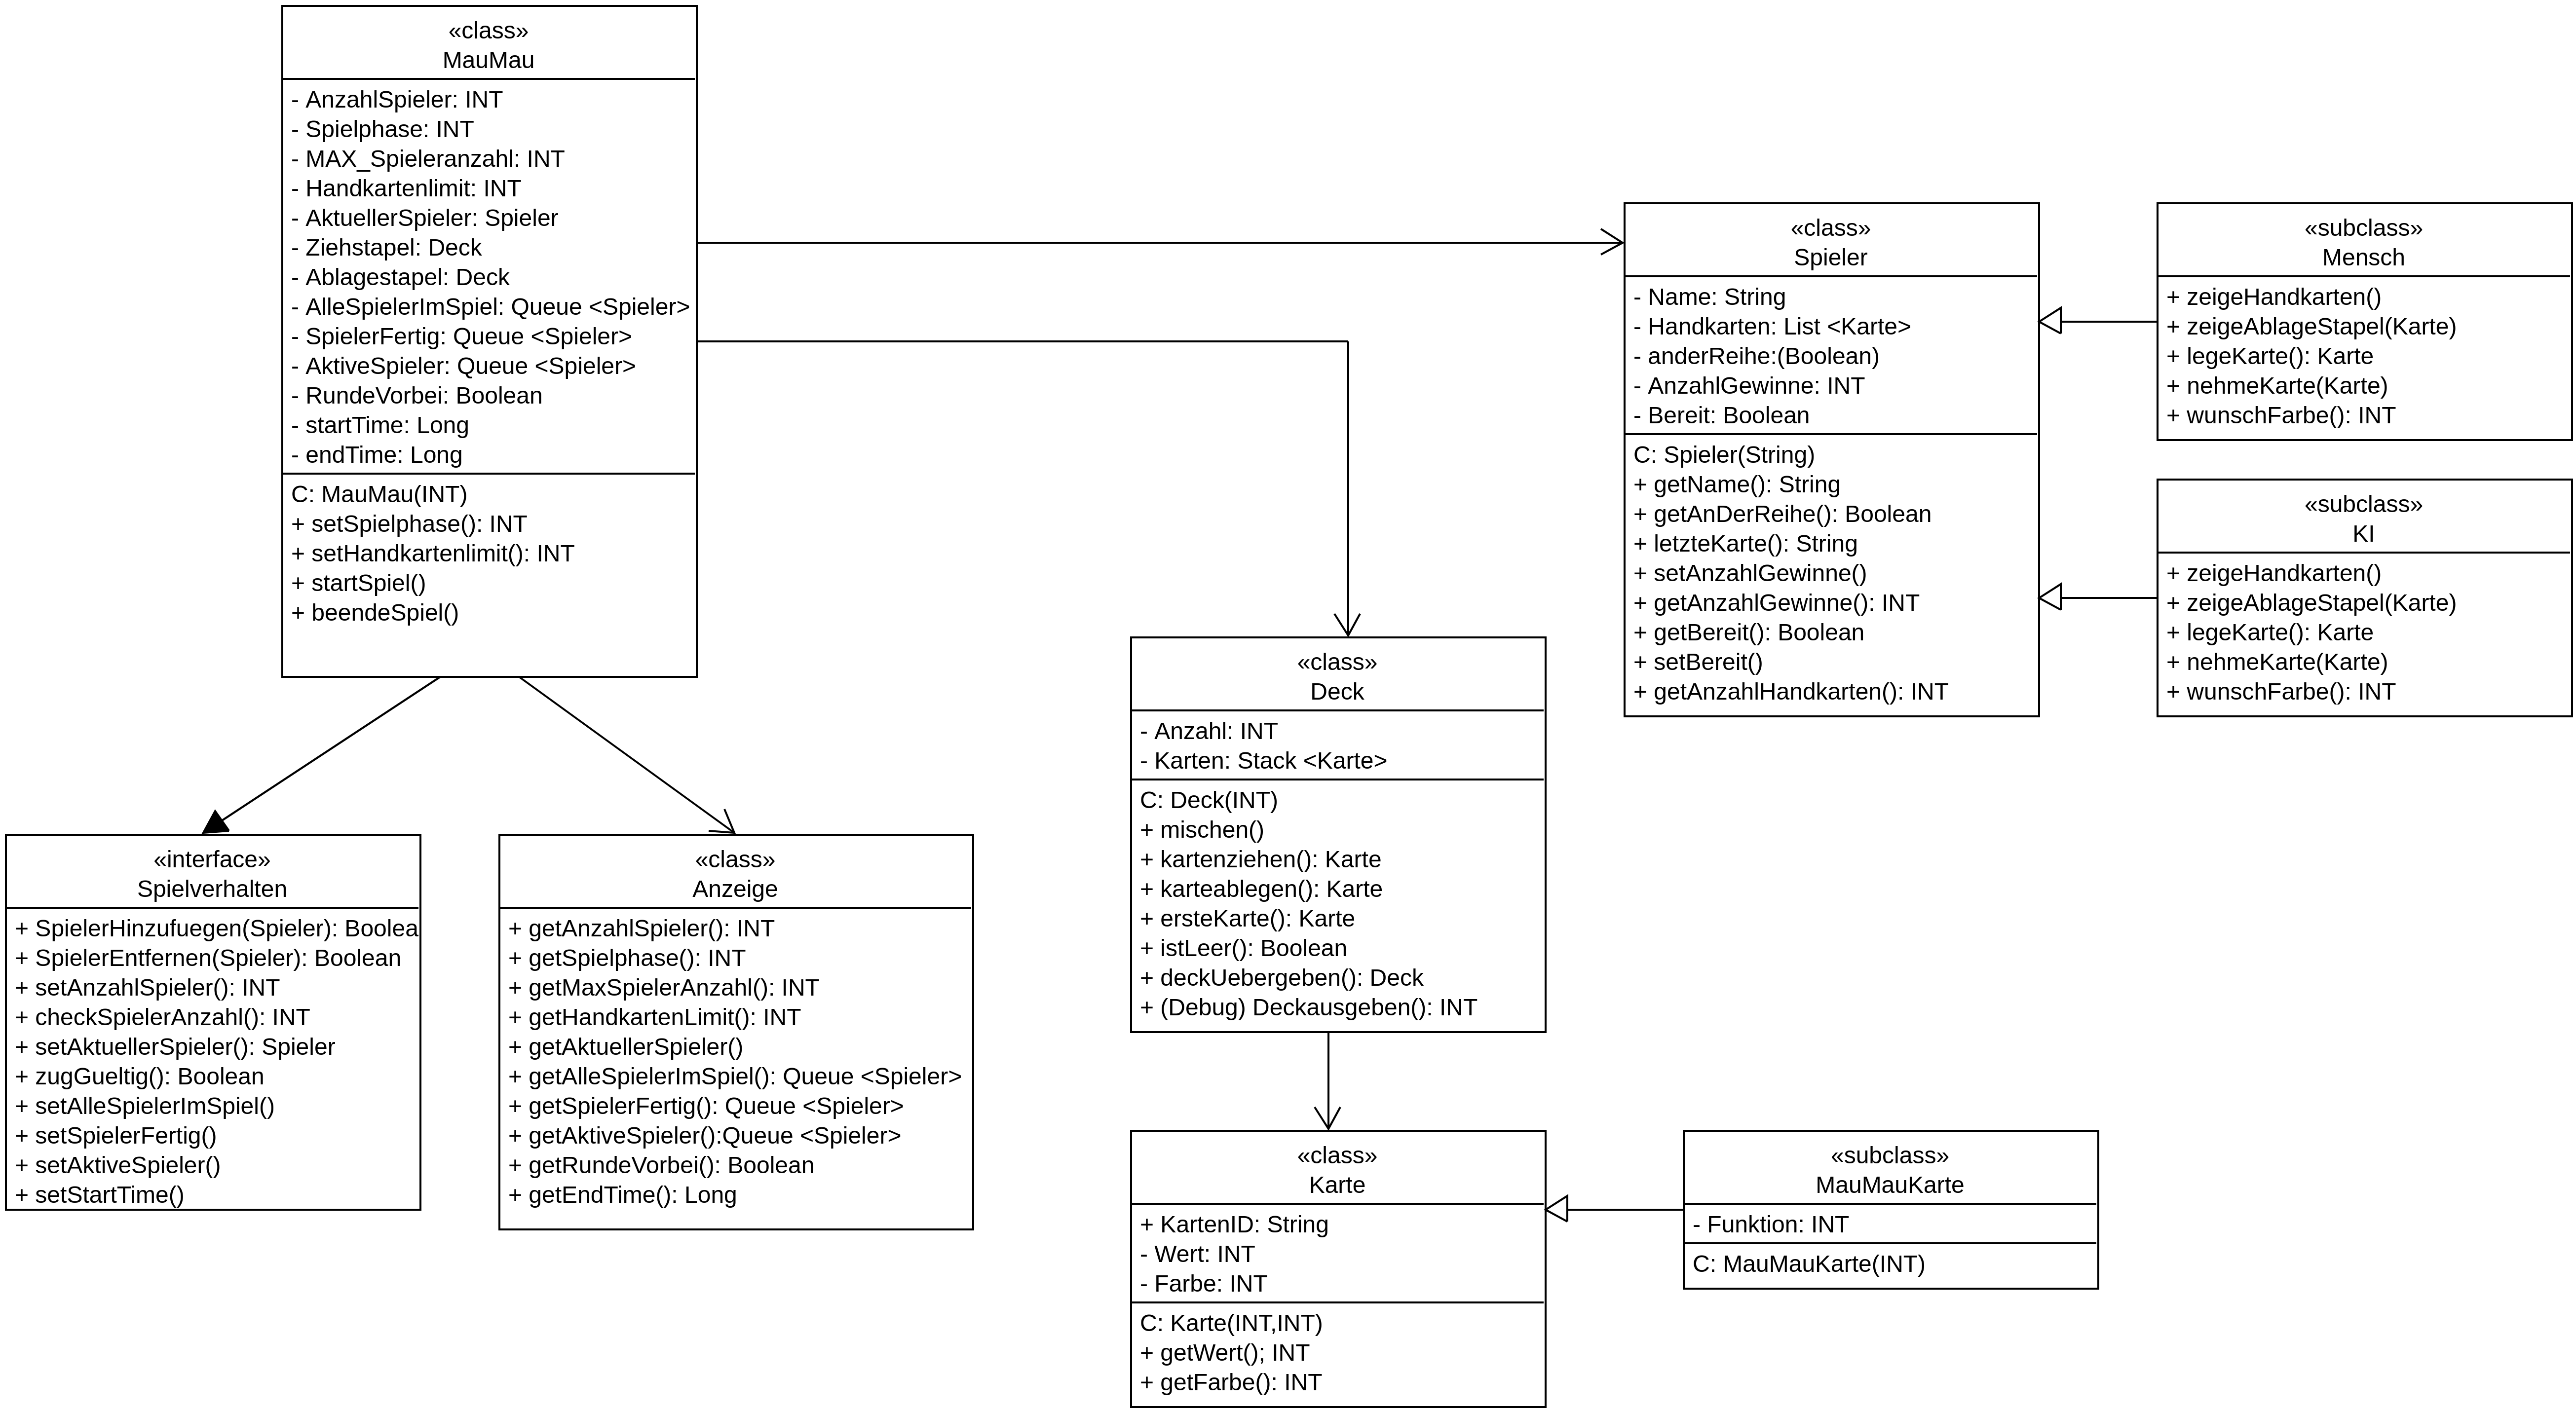 «class»
MauMau
- AnzahlSpieler: INT
- Spielphase: INT
- MAX_Spieleranzahl: INT
- Handkartenlimit: INT
- AktuellerSpieler: Spieler
- Ziehstapel: Deck
- Ablagestapel: Deck
- AlleSpielerImSpiel: Queue <Spieler>
- SpielerFertig: Queue <Spieler>
- AktiveSpieler: Queue <Spieler>
- RundeVorbei: Boolean
- startTime: Long
- endTime: Long
C: MauMau(INT)
+ setSpielphase(): INT
+ setHandkartenlimit(): INT
+ startSpiel()
+ beendeSpiel()
«class»
Spieler
- Name: String
- Handkarten: List <Karte>
- anderReihe:(Boolean)
- AnzahlGewinne: INT
- Bereit: Boolean
C: Spieler(String)
+ getName(): String
+ getAnDerReihe(): Boolean
+ letzteKarte(): String
+ setAnzahlGewinne()
+ getAnzahlGewinne(): INT
+ getBereit(): Boolean
+ setBereit()
+ getAnzahlHandkarten(): INT
«subclass»
Mensch
+ zeigeHandkarten()
+ zeigeAblageStapel(Karte)
+ legeKarte(): Karte
+ nehmeKarte(Karte)
+ wunschFarbe(): INT
«subclass»
KI
+ zeigeHandkarten()
+ zeigeAblageStapel(Karte)
+ legeKarte(): Karte
+ nehmeKarte(Karte)
+ wunschFarbe(): INT
«interface»
Spielverhalten
+ SpielerHinzufuegen(Spieler): Boolea
+ SpielerEntfernen(Spieler): Boolean
+ setAnzahlSpieler(): INT
+ checkSpielerAnzahl(): INT
+ setAktuellerSpieler(): Spieler
+ zugGueltig(): Boolean
+ setAlleSpielerImSpiel()
+ setSpielerFertig()
+ setAktiveSpieler()
+ setStartTime()
«class»
Anzeige
+ getAnzahlSpieler(): INT
+ getSpielphase(): INT
+ getMaxSpielerAnzahl(): INT
+ getHandkartenLimit(): INT
+ getAktuellerSpieler()
+ getAlleSpielerImSpiel(): Queue <Spieler>
+ getSpielerFertig(): Queue <Spieler>
+ getAktiveSpieler():Queue <Spieler>
+ getRundeVorbei(): Boolean
+ getEndTime(): Long
«class»
Deck
- Anzahl: INT
- Karten: Stack <Karte>
C: Deck(INT)
+ mischen()
+ kartenziehen(): Karte
+ karteablegen(): Karte
+ ersteKarte(): Karte
+ istLeer(): Boolean
+ deckUebergeben(): Deck
+ (Debug) Deckausgeben(): INT
«class»
Karte
+ KartenID: String
- Wert: INT
- Farbe: INT
C: Karte(INT,INT)
+ getWert(); INT
+ getFarbe(): INT
«subclass»
MauMauKarte
- Funktion: INT
C: MauMauKarte(INT)